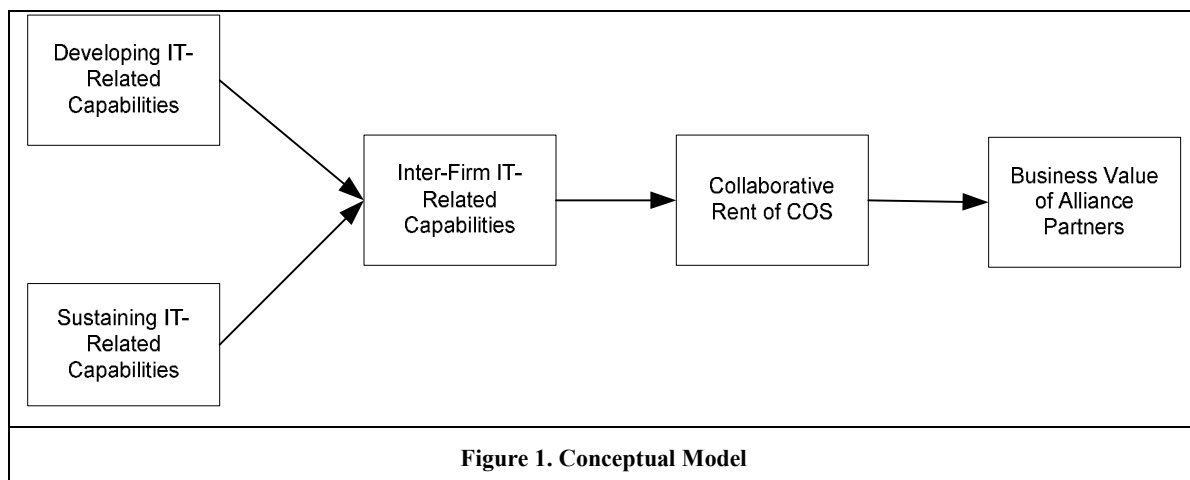 Developing IT-
Related
Capabilities
Inter-Firm IT-
Related
Capabilities
Collaborative
Rent of COS
Business Value
of Alliance
Partners
Sustaining IT-
Related
Capabilities
Figure 1. Conceptual Model